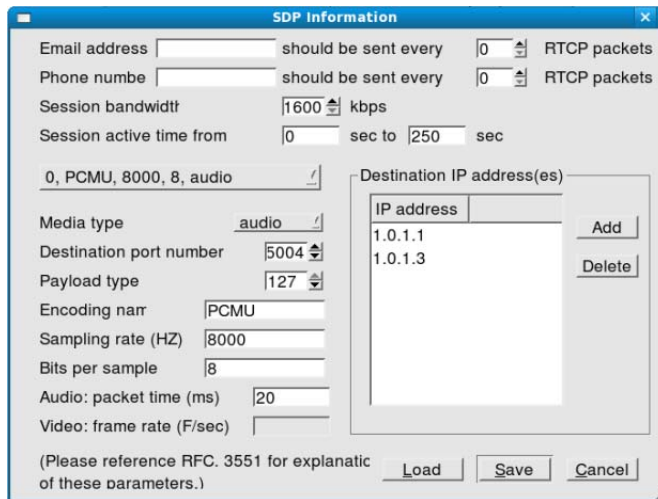 SDP Information
Email address should be sent every 0 RTCP packets
Phone numbe should be sent every 0 RTCP packets
Session bandwidth 1600 kbps
Session active time from 0 sec to 250 sec
0, PCMU, 8000, 8, audio
Media type audio
Destination port number 5004
Payload type 127
Encoding nam PCMU
Sampling rate (HZ) 8000
Bits per sample 8
Audio: packet time (ms) 20
Video: frame rate (F/sec)
Destination IP address(es)
IP address
1.0.1.1
1.0.1.3
Add
Delete
(Please reference RFC. 3551 for explanatic
of these parameters.)
Load Save Cancel